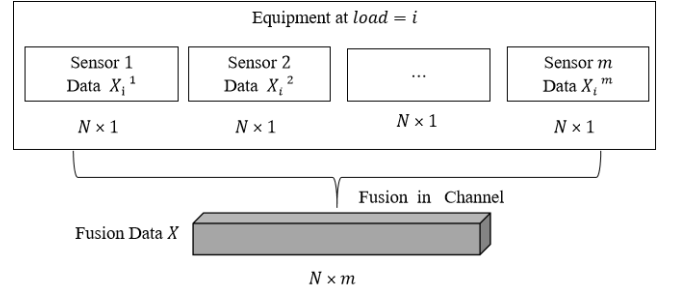 Equipment at load = i
Sensor 1
Data X_i^1
Sensor 2
Data X_i^2
...
Sensor m
Data X_i^m
N × 1
N × 1
N × 1
N × 1
Fusion in Channel
Fusion Data X
N × m